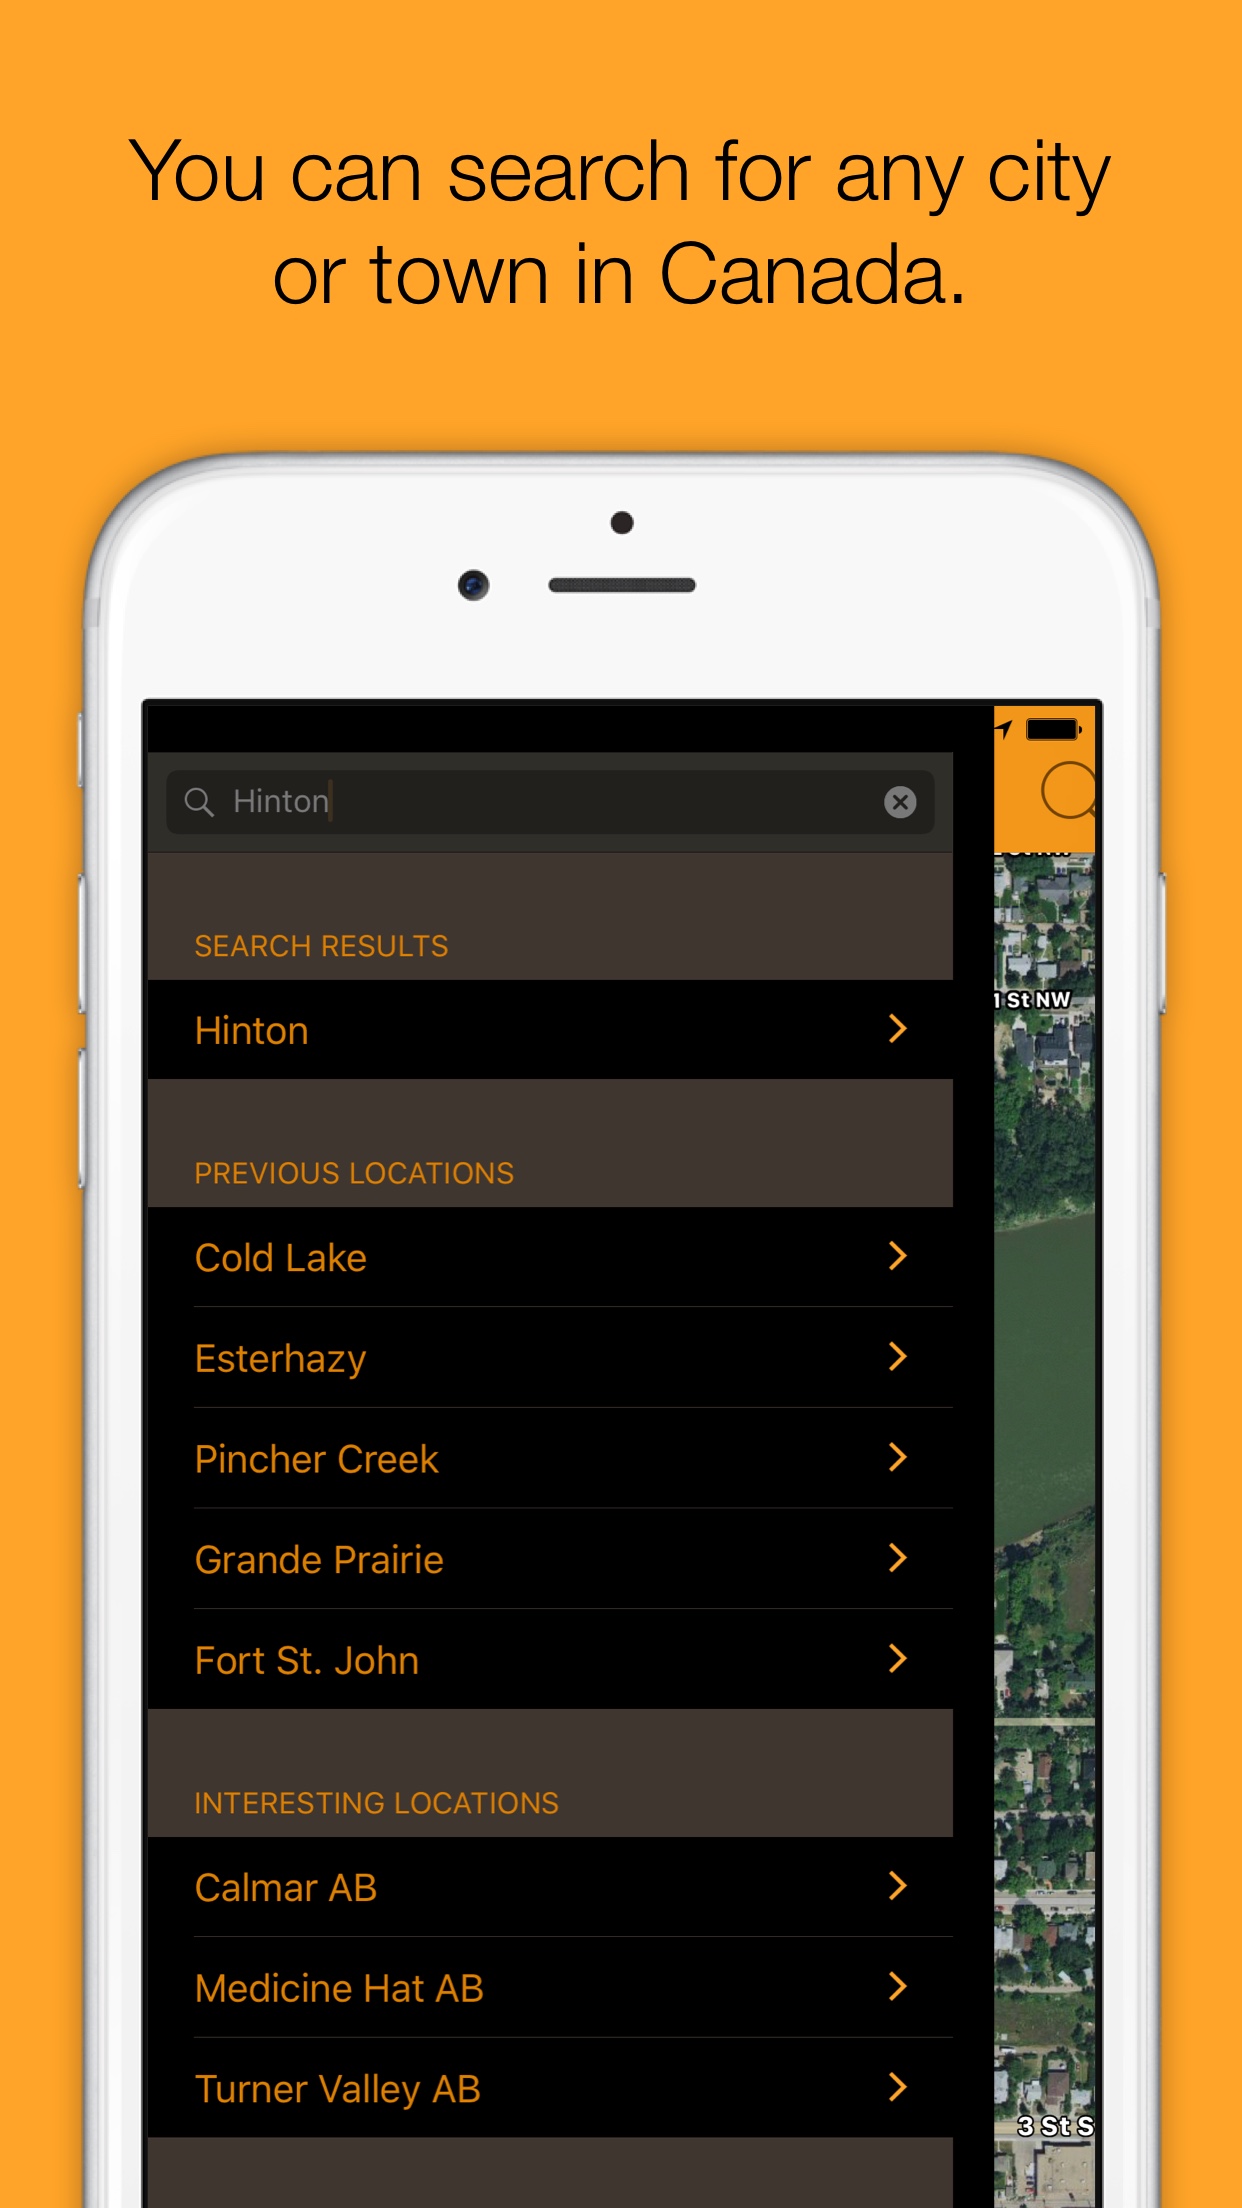 You can search for any city
or town in Canada.
Hinton
SEARCH RESULTS
Hinton
1 St NW
PREVIOUS LOCATIONS
Cold Lake
Esterhazy
Pincher Creek
Grande Prairie
Fort St. John
INTERESTING LOCATIONS
Calmar AB
Medicine Hat AB
Turner Valley AB
3 St S